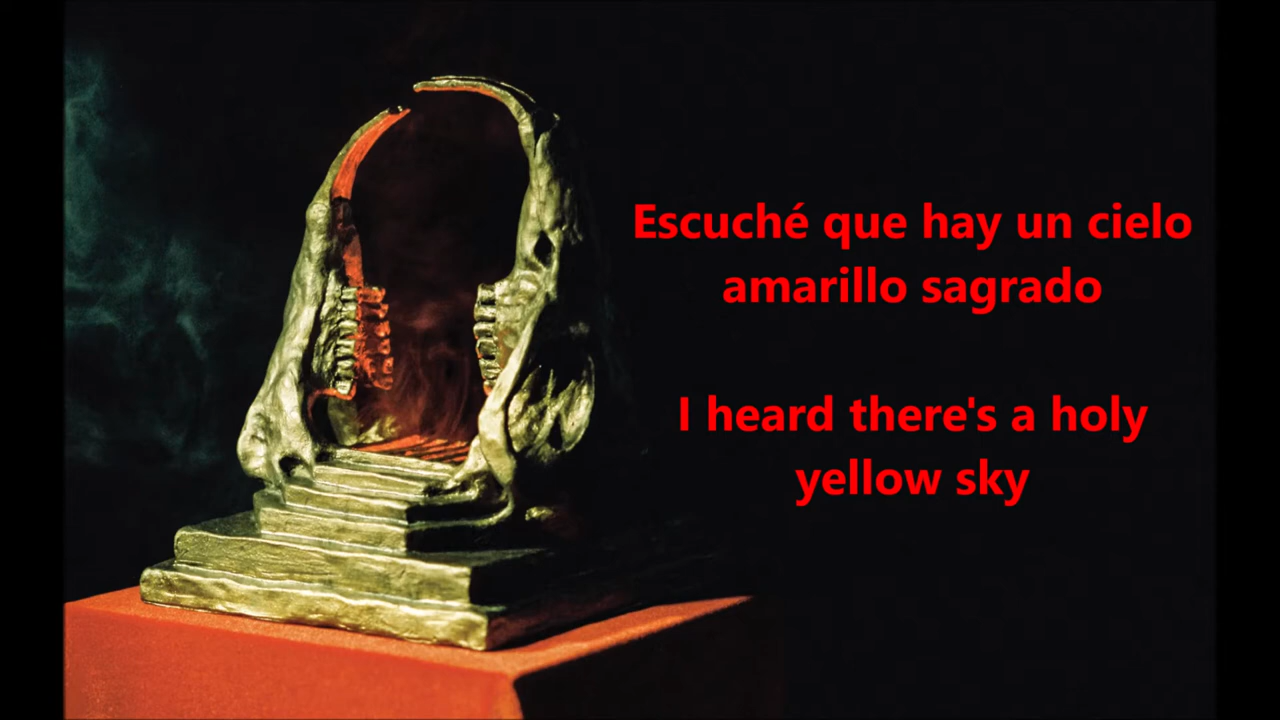 Escuché que hay un cielo
amarillo sagrado
I heard there's a holy
yellow sky